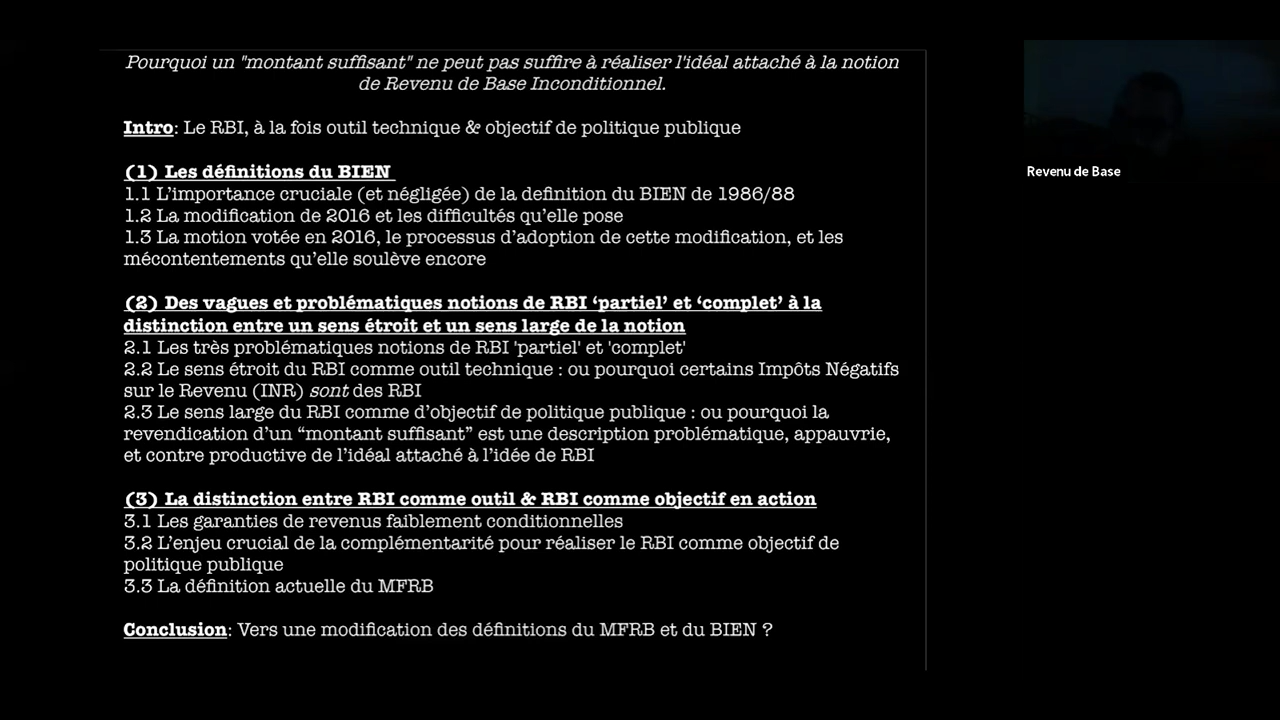 Pourquoi un "montant suffisant" ne peut pas suffire à réaliser l'idéal attaché à la notion
de Revenu de Base Inconditionnel.
Intro: Le RBI, à la fois outil technique & objectif de politique publique
(1) Les définitions du BIEN
1.1 L’importance cruciale (et négligée) de la definition du BIEN de 1986/88
1.2 La modification de 2016 et les difficultés qu’elle pose
1.3 La motion votée en 2016, le processus d’adoption de cette modification, et les
mécontentements qu’elle soulève encore
(2) Des vagues et problématiques notions de RBI ‘partiel’ et ‘complet’ à la
distinction entre un sens étroit et un sens large de la notion
2.1 Les très problématiques notions de RBI 'partiel' et 'complet'
2.2 Le sens étroit du RBI comme outil technique : ou pourquoi certains Impôts Négatifs
sur le Revenu (INR) sont des RBI
2.3 Le sens large du RBI comme d’objectif de politique publique : ou pourquoi la
revendication d’un “montant suffisant” est une description problématique, appauvrie,
et contre productive de l’idéal attaché à l’idée de RBI
(3) La distinction entre RBI comme outil & RBI comme objectif en action
3.1 Les garanties de revenus faiblement conditionnelles
3.2 L’enjeu crucial de la complémentarité pour réaliser le RBI comme objectif de
politique publique
3.3 La définition actuelle du MFRB
Conclusion: Vers une modification des définitions du MFRB et du BIEN ?
Revenu de Base